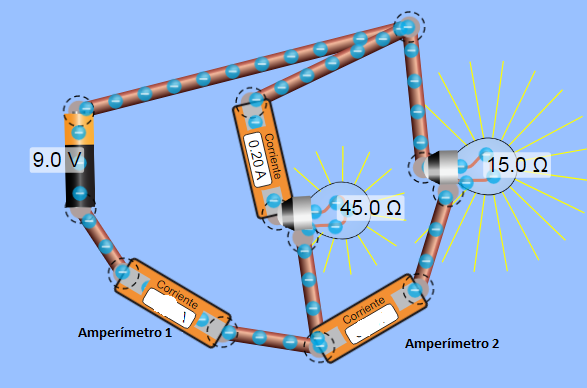 9.0 V
Corriente
0.20 A
15.0 Ω
45.0 Ω
Corriente
Amperímetro 1
Corriente
Amperímetro 2